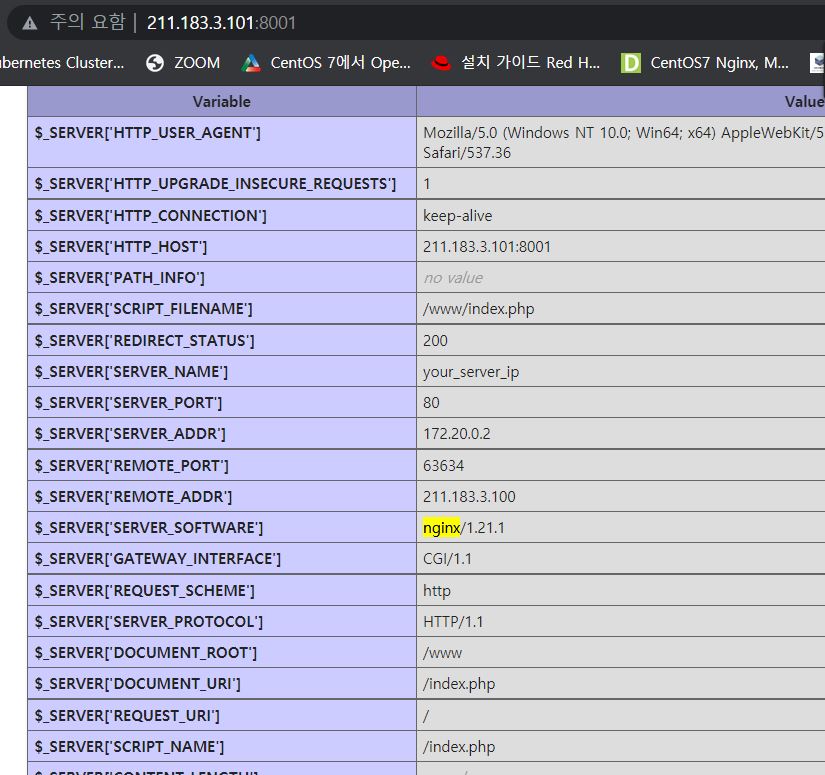 주의 요함 | 211.183.3.101:8001
ubernetes Cluster... ZOOM CentOS 7에서 Ope... 설치 가이드 Red H... CentOS7 Nginx, M...
Variable Value
$_SERVER['HTTP_USER_AGENT'] Mozilla/5.0 (Windows NT 10.0; Win64; x64) AppleWebKit/5
Safari/537.36
$_SERVER['HTTP_UPGRADE_INSECURE_REQUESTS'] 1
$_SERVER['HTTP_CONNECTION'] keep-alive
$_SERVER['HTTP_HOST'] 211.183.3.101:8001
$_SERVER['PATH_INFO'] no value
$_SERVER['SCRIPT_FILENAME'] /www/index.php
$_SERVER['REDIRECT_STATUS'] 200
$_SERVER['SERVER_NAME'] your_server_ip
$_SERVER['SERVER_PORT'] 80
$_SERVER['SERVER_ADDR'] 172.20.0.2
$_SERVER['REMOTE_PORT'] 63634
$_SERVER['REMOTE_ADDR'] 211.183.3.100
$_SERVER['SERVER_SOFTWARE'] nginx/1.21.1
$_SERVER['GATEWAY_INTERFACE'] CGI/1.1
$_SERVER['REQUEST_SCHEME'] http
$_SERVER['SERVER_PROTOCOL'] HTTP/1.1
$_SERVER['DOCUMENT_ROOT'] /www
$_SERVER['DOCUMENT_URI'] /index.php
$_SERVER['REQUEST_URI'] /
$_SERVER['SCRIPT_NAME'] /index.php
$_SERVER['CONTENT_LENGTH']